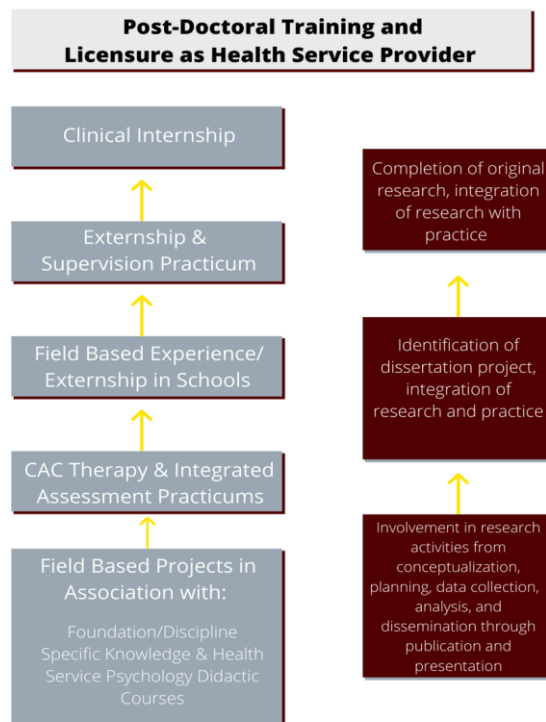 Post-Doctoral Training and
Licensure as Health Service Provider
Clinical Internship
Externship &
Supervision Practicum
Field Based Experience/
Externship in Schools
CAC Therapy & Integrated
Assessment Practicums
Field Based Projects in
Association with:
Foundation/Discipline
Specific Knowledge & Health
Service Psychology Didactic
Courses
Completion of original
research, integration
of research with
practice
Identification of
dissertation project,
integration of
research and practice
Involvement in research
activities from
conceptualization,
planning, data collection,
analysis, and
dissemination through
publication and
presentation